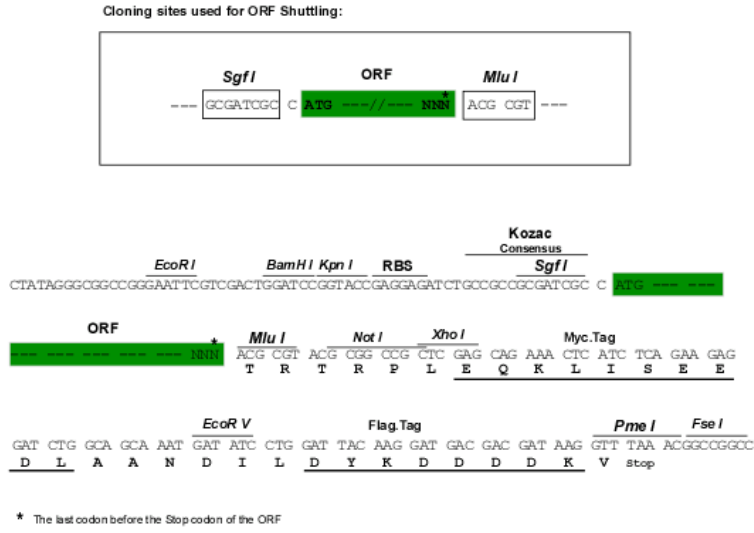 Cloning sites used for ORF Shuttling:
Sgf I ORF Mlu I
*
--- GCGATCGC C ATG ---//--- NNN ACG CGT ---
Kozac
Consensus
EcoR I BamH I Kpn I RBS Sgf I
CTATAGGGCGGCCGGGAATTCGTCGACTGGATCCGGTACCGAGGAGATCTGCCGCCGCGATCGC C ATG --- ---
ORF * Mlu I Not I Xho I Myc.Tag
--- --- --- --- --- NNN ACG CGT ACG CGG CCG CTC GAG CAG AAA CTC ATC TCA GAA GAG
T R T R P L E Q K L I S E E
EcoR V Flag.Tag Pme I Fse I
GAT CTG GCA GCA AAT GAT ATC CTG GAT TAC AAG GAT GAC GAC GAT AAG GTT TAA ACGGCCGGCC
D L A A N D I L D Y K D D D D K V Stop
* The last codon before the Stop codon of the ORF